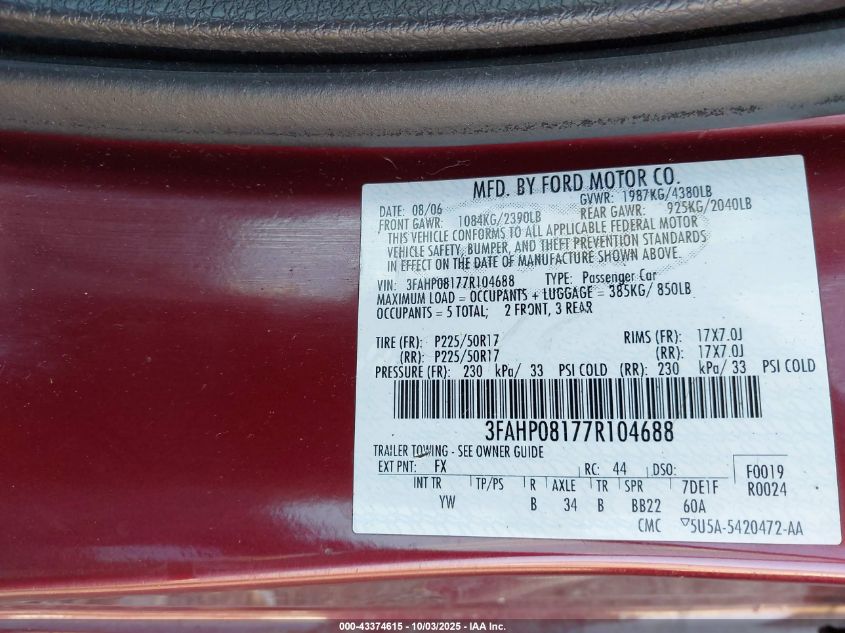 MFD. BY FORD MOTOR CO.
DATE: 08/06 GVWR: 1987KG/4380LB
FRONT GAWR: 1084KG/2390LB REAR GAWR: 925KG/2040LB
THIS VEHICLE CONFORMS TO ALL APPLICABLE FEDERAL MOTOR
VEHICLE SAFETY, BUMPER, AND THEFT PREVENTION STANDARDS
IN EFFECT ON THE DATE OF MANUFACTURE SHOWN ABOVE.
VIN: 3FAHP08177R104688 TYPE: Passenger Car
MAXIMUM LOAD = OCCUPANTS + LUGGAGE = 385KG/ 850LB
OCCUPANTS = 5 TOTAL; 2 FRONT, 3 REAR
TIRE (FR): P225/50R17 RIMS (FR): 17X7.0J
(RR): P225/50R17 (RR): 17X7.0J
PRESSURE (FR): 230 kPa/ 33 PSI COLD (RR): 230 kPa/ 33 PSI COLD
3FAHP08177R104688
TRAILER TOWING - SEE OWNER GUIDE
EXT PNT: FX RC: 44 DSO: F0019
INT TR TP/PS R AXLE TR SPR 7DE1F R0024
YW B 34 B BB22 60A
CMC ▽5U5A-5420472-AA
000-43374615 - 10/03/2025 - IAA Inc.